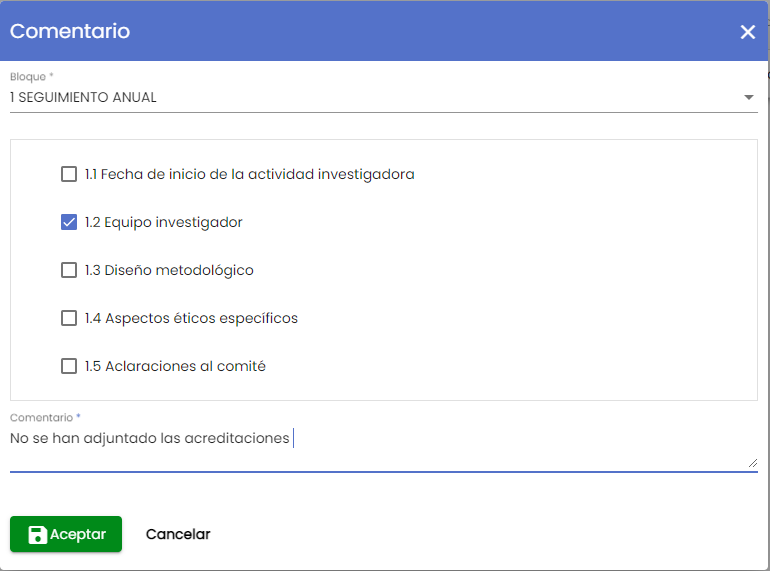 Comentario
Bloque *
1 SEGUIMIENTO ANUAL
1.1 Fecha de inicio de la actividad investigadora
1.2 Equipo investigador
1.3 Diseño metodológico
1.4 Aspectos éticos específicos
1.5 Aclaraciones al comité
Comentario *
No se han adjuntado las acreditaciones
Aceptar Cancelar